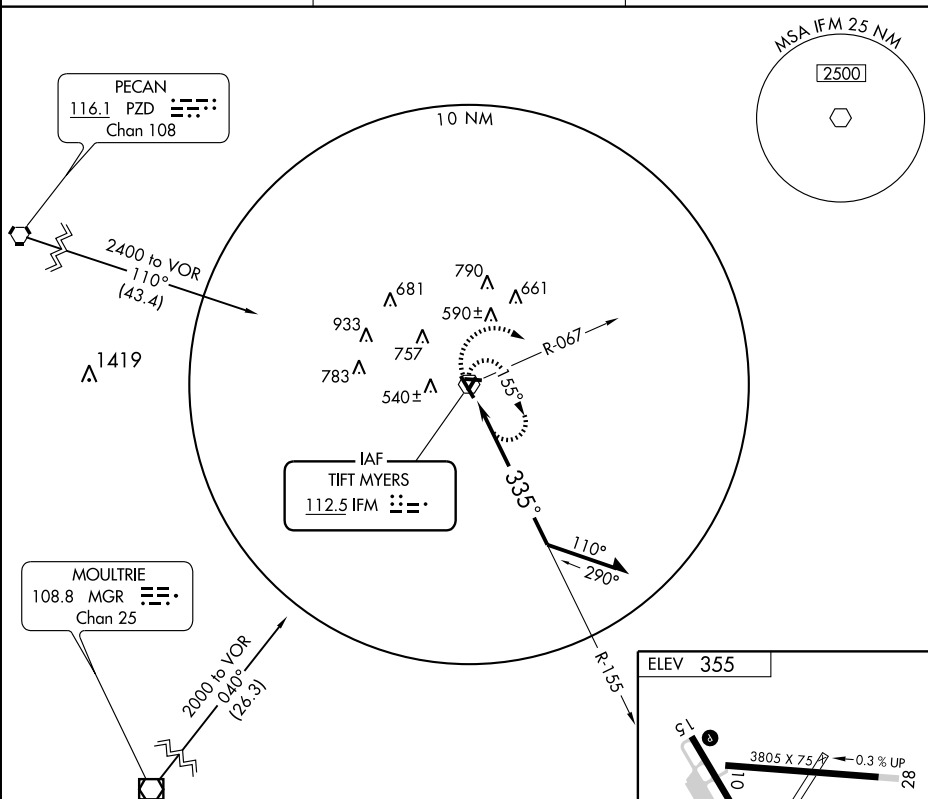 MSA IFM 25 NM
2500
PECAN
116.1 PZD
Chan 108
10 NM
2400 to VOR
110°
(43.4)
790
681
661
590±
933
757
R-067
1419
783
155°
540±
IAF
TIFT MYERS
112.5 IFM
335°
110°
290°
MOULTRIE
108.8 MGR
Chan 25
2000 to VOR
040°
(26.3)
R-155
ELEV 355
15
P
3805 X 75
0.3 % UP
10
28